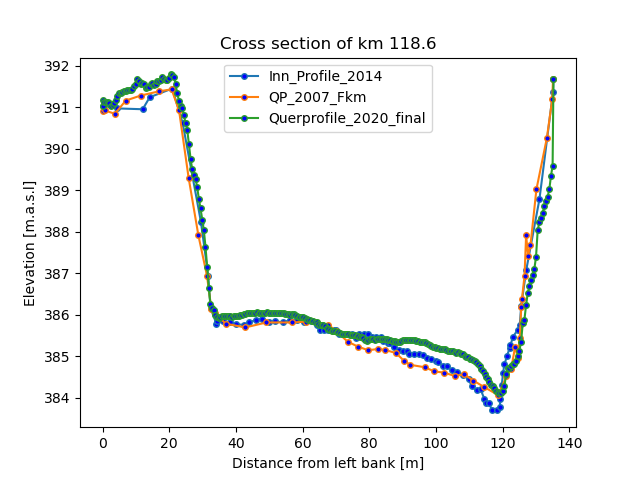 Cross section of km 118.6
Inn_Profile_2014
QP_2007_Fkm
Querprofile_2020_final
Elevation [m.a.s.l]
392
391
390
389
388
387
386
385
384
0 20 40 60 80 100 120 140
Distance from left bank [m]